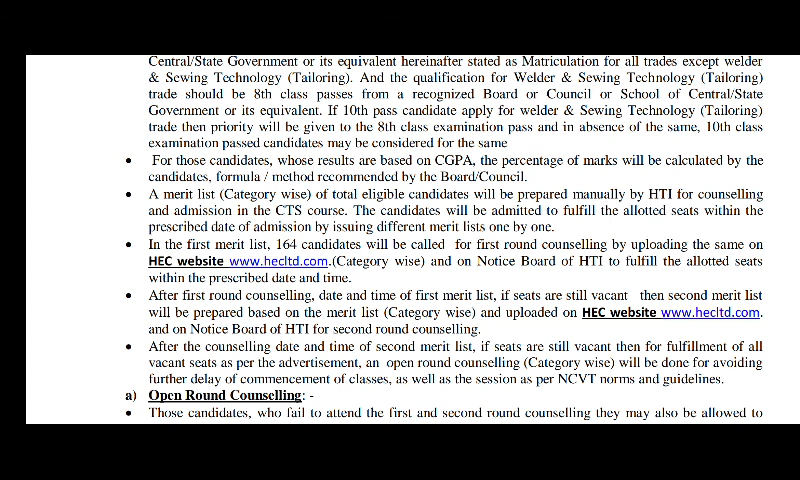 Central/State Government or its equivalent hereinafter stated as Matriculation for all trades except welder
& Sewing Technology (Tailoring). And the qualification for Welder & Sewing Technology (Tailoring)
trade should be 8th class passes from a recognized Board or Council or School of Central/State
Government or its equivalent. If 10th pass candidate apply for welder & Sewing Technology (Tailoring)
trade then priority will be given to the 8th class examination pass and in absence of the same, 10th class
examination passed candidates may be considered for the same
• For those candidates, whose results are based on CGPA, the percentage of marks will be calculated by the
candidates, formula / method recommended by the Board/Council.
• A merit list (Category wise) of total eligible candidates will be prepared manually by HTI for counselling
and admission in the CTS course. The candidates will be admitted to fulfill the allotted seats within the
prescribed date of admission by issuing different merit lists one by one.
• In the first merit list, 164 candidates will be called for first round counselling by uploading the same on
HEC website www.hecltd.com.(Category wise) and on Notice Board of HTI to fulfill the allotted seats
within the prescribed date and time.
• After first round counselling, date and time of first merit list, if seats are still vacant then second merit list
will be prepared based on the merit list (Category wise) and uploaded on HEC website www.hecltd.com.
and on Notice Board of HTI for second round counselling.
• After the counselling date and time of second merit list, if seats are still vacant then for fulfillment of all
vacant seats as per the advertisement, an open round counselling (Category wise) will be done for avoiding
further delay of commencement of classes, as well as the session as per NCVT norms and guidelines.
a) Open Round Counselling: -
• Those candidates, who fail to attend the first and second round counselling they may also be allowed to